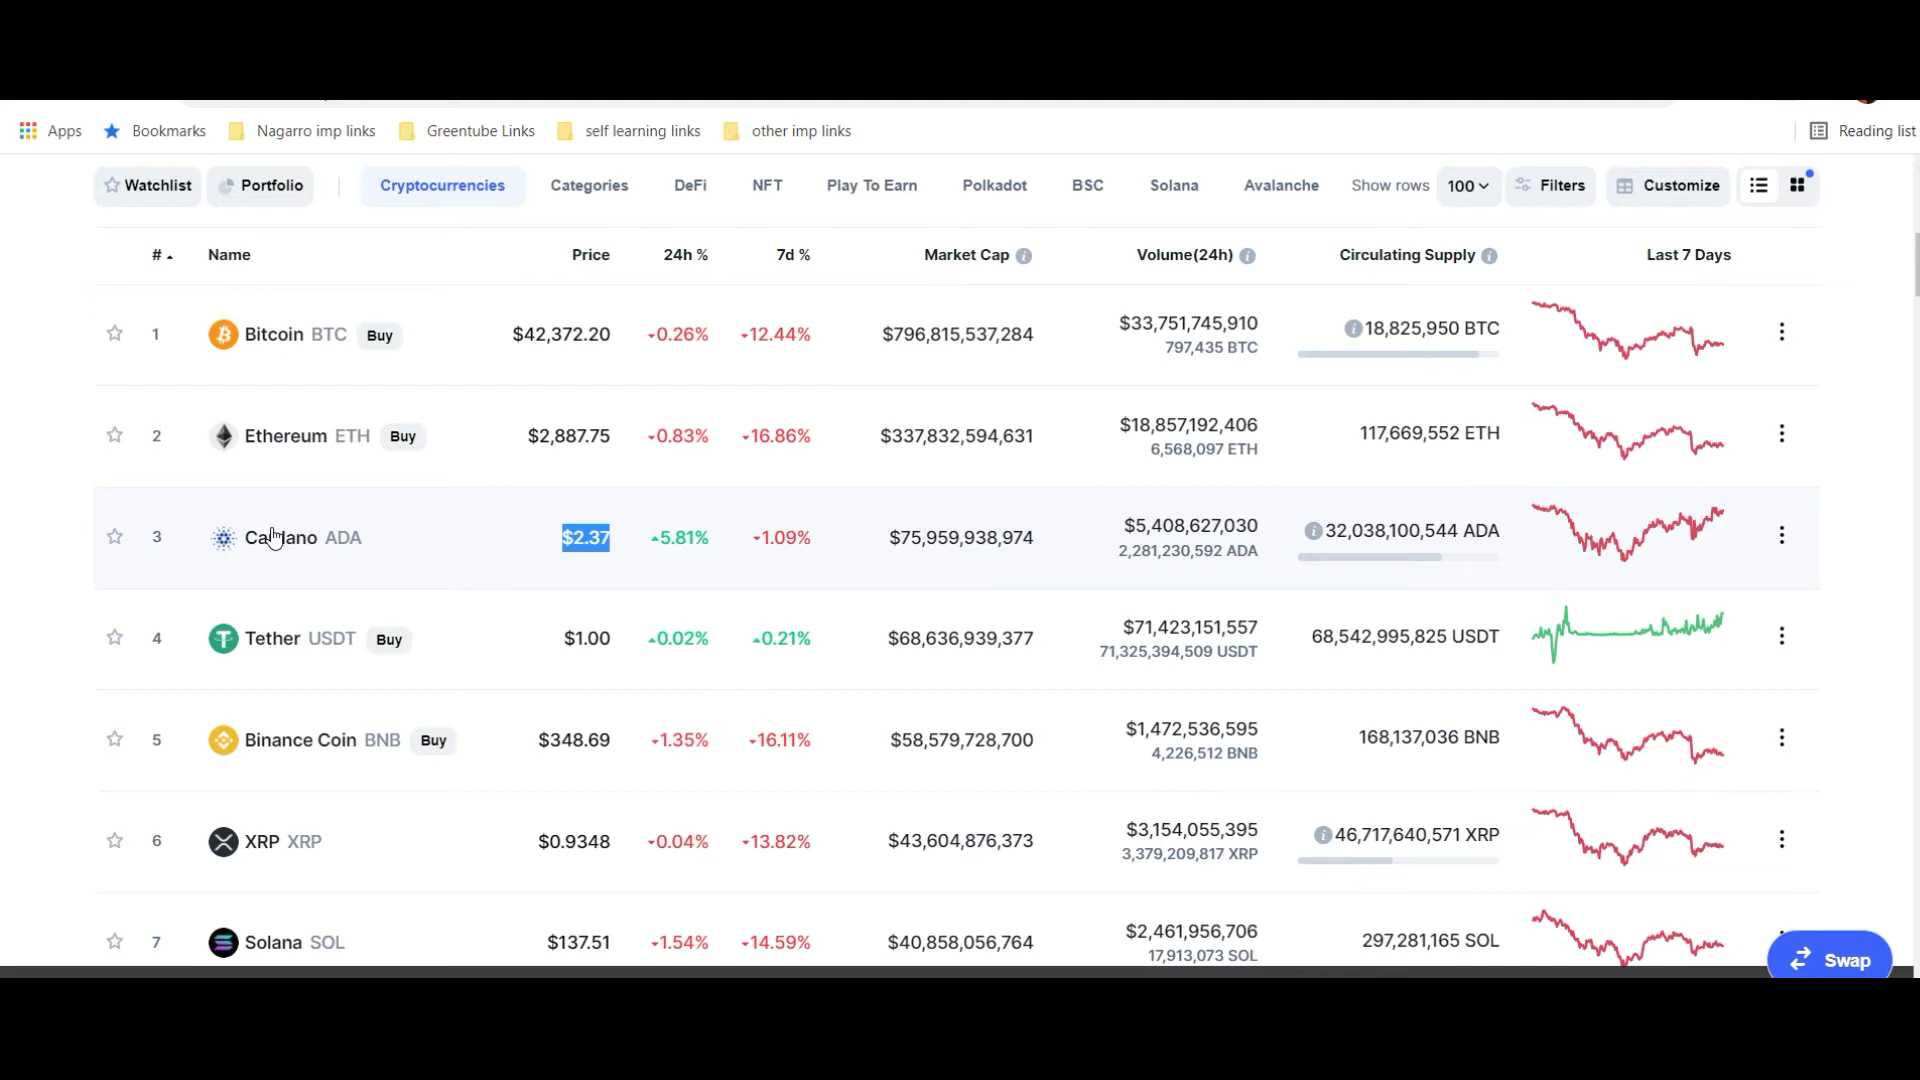 Apps Bookmarks Nagarro imp links Greentube Links self learning links other imp links Reading list
Watchlist Portfolio Cryptocurrencies Categories DeFi NFT Play To Earn Polkadot BSC Solana Avalanche Show rows 100 Filters Customize
# Name Price 24h % 7d % Market Cap Volume(24h) Circulating Supply Last 7 Days
1 Bitcoin BTC Buy $42,372.20 0.26% 12.44% $796,815,537,284 $33,751,745,910 18,825,950 BTC
797,435 BTC
2 Ethereum ETH Buy $2,887.75 0.83% 16.86% $337,832,594,631 $18,857,192,406 117,669,552 ETH
6,568,097 ETH
3 Cardano ADA $2.37 5.81% 1.09% $75,959,938,974 $5,408,627,030 32,038,100,544 ADA
2,281,230,592 ADA
4 Tether USDT Buy $1.00 0.02% 0.21% $68,636,939,377 $71,423,151,557 68,542,995,825 USDT
71,325,394,509 USDT
5 Binance Coin BNB Buy $348.69 1.35% 16.11% $58,579,728,700 $1,472,536,595 168,137,036 BNB
4,226,512 BNB
6 XRP XRP $0.9348 0.04% 13.82% $43,604,876,373 $3,154,055,395 46,717,640,571 XRP
3,379,209,817 XRP
7 Solana SOL $137.51 1.54% 14.59% $40,858,056,764 $2,461,956,706 297,281,165 SOL
17,913,073 SOL
Swap